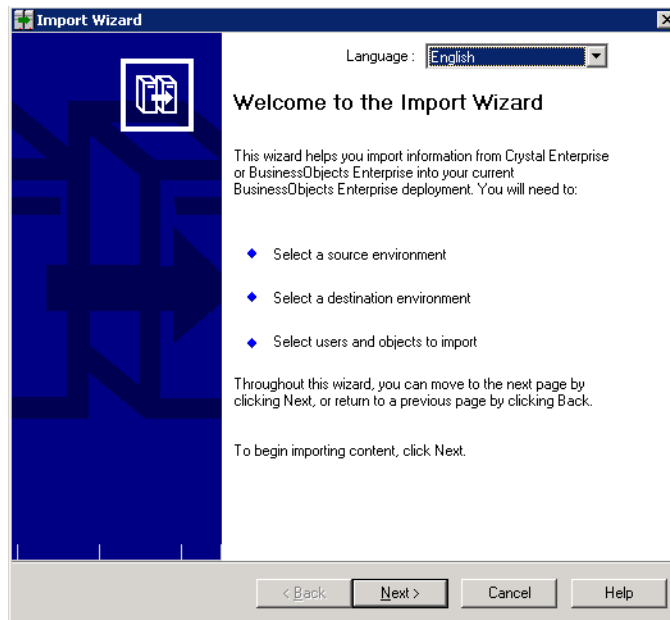 Import Wizard
Language : English
Welcome to the Import Wizard
This wizard helps you import information from Crystal Enterprise
or BusinessObjects Enterprise into your current
BusinessObjects Enterprise deployment. You will need to:
Select a source environment
Select a destination environment
Select users and objects to import
Throughout this wizard, you can move to the next page by
clicking Next, or return to a previous page by clicking Back.
To begin importing content, click Next.
< Back Next > Cancel Help